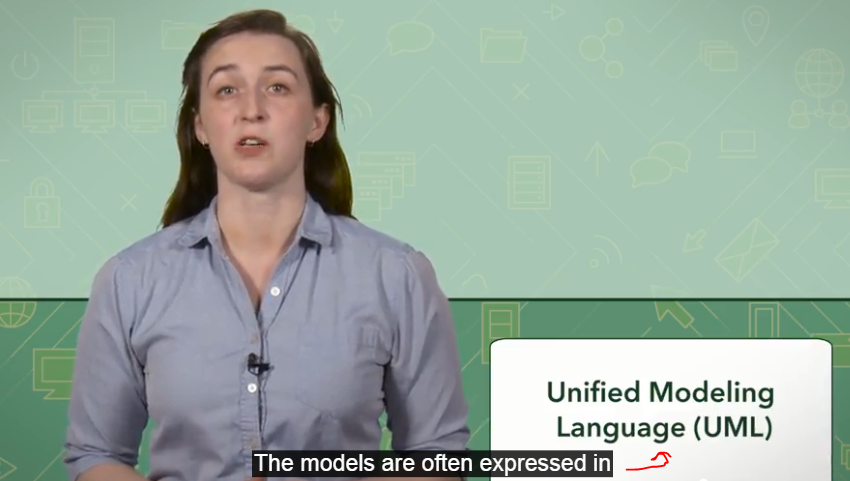 Unified Modeling
Language (UML)
The models are often expressed in